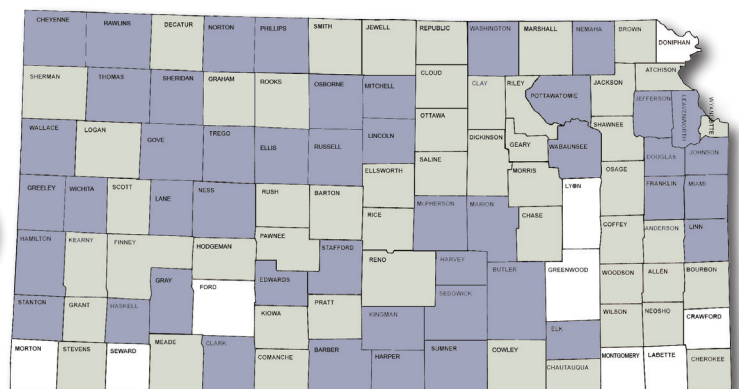 CHEYENNE RAWLINS DECATUR NORTON PHILLIPS SMITH JEWELL REPUBLIC WASHINGTON MARSHALL NEMAHA BROWN DONIPHAN
SHERMAN THOMAS SHERIDAN GRAHAM ROOKS OSBORNE MITCHELL CLOUD CLAY RILEY POTTAWATOMIE JACKSON ATCHISON
JEFFERSON LEAVENWORTH WYANDOTTE
WALLACE LOGAN GOVE TREGO ELLIS RUSSELL LINCOLN OTTAWA DICKINSON GEARY WABAUNSEE SHAWNEE DOUGLAS JOHNSON
SALINE
GREELEY WICHITA SCOTT LANE NESS RUSH BARTON ELLSWORTH MCPHERSON MARION MORRIS LYON OSAGE FRANKLIN MIAMI
RICE CHASE
HAMILTON KEARNY FINNEY HODGEMAN PAWNEE STAFFORD RENO HARVEY BUTLER GREENWOOD COFFEY ANDERSON LINN
GRAY FORD EDWARDS SEDGWICK WOODSON ALLEN BOURBON
STANTON GRANT HASKELL KIOWA PRATT KINGMAN ELK WILSON NEOSHO CRAWFORD
MORTON STEVENS SEWARD MEADE CLARK COMANCHE BARBER HARPER SUMNER COWLEY CHAUTAUQUA MONTGOMERY LABETTE CHEROKEE